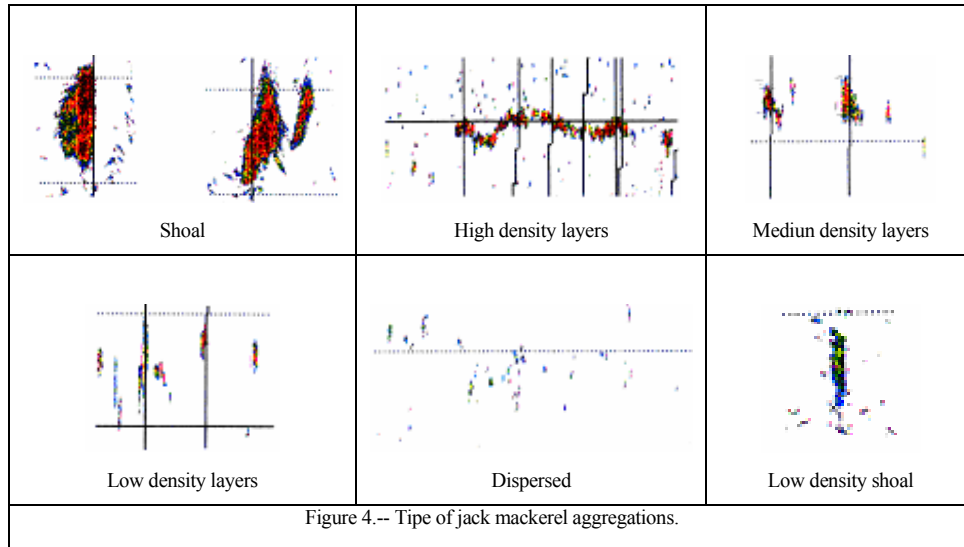 Shoal
High density layers
Mediun density layers
Low density layers
Dispersed
Low density shoal
Figure 4.-- Tipe of jack mackerel aggregations.